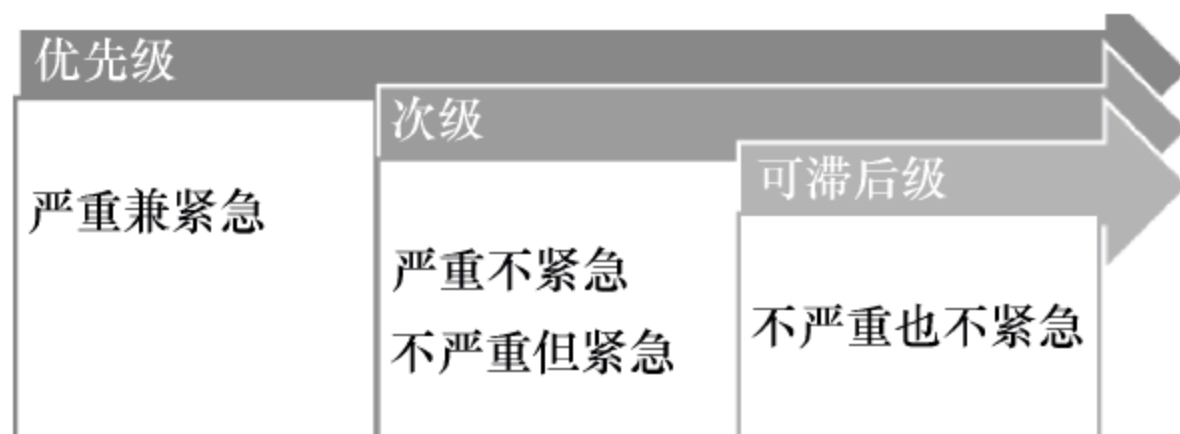 优先级
严重兼紧急
次级
严重不紧急
不严重但紧急
可滞后级
不严重也不紧急